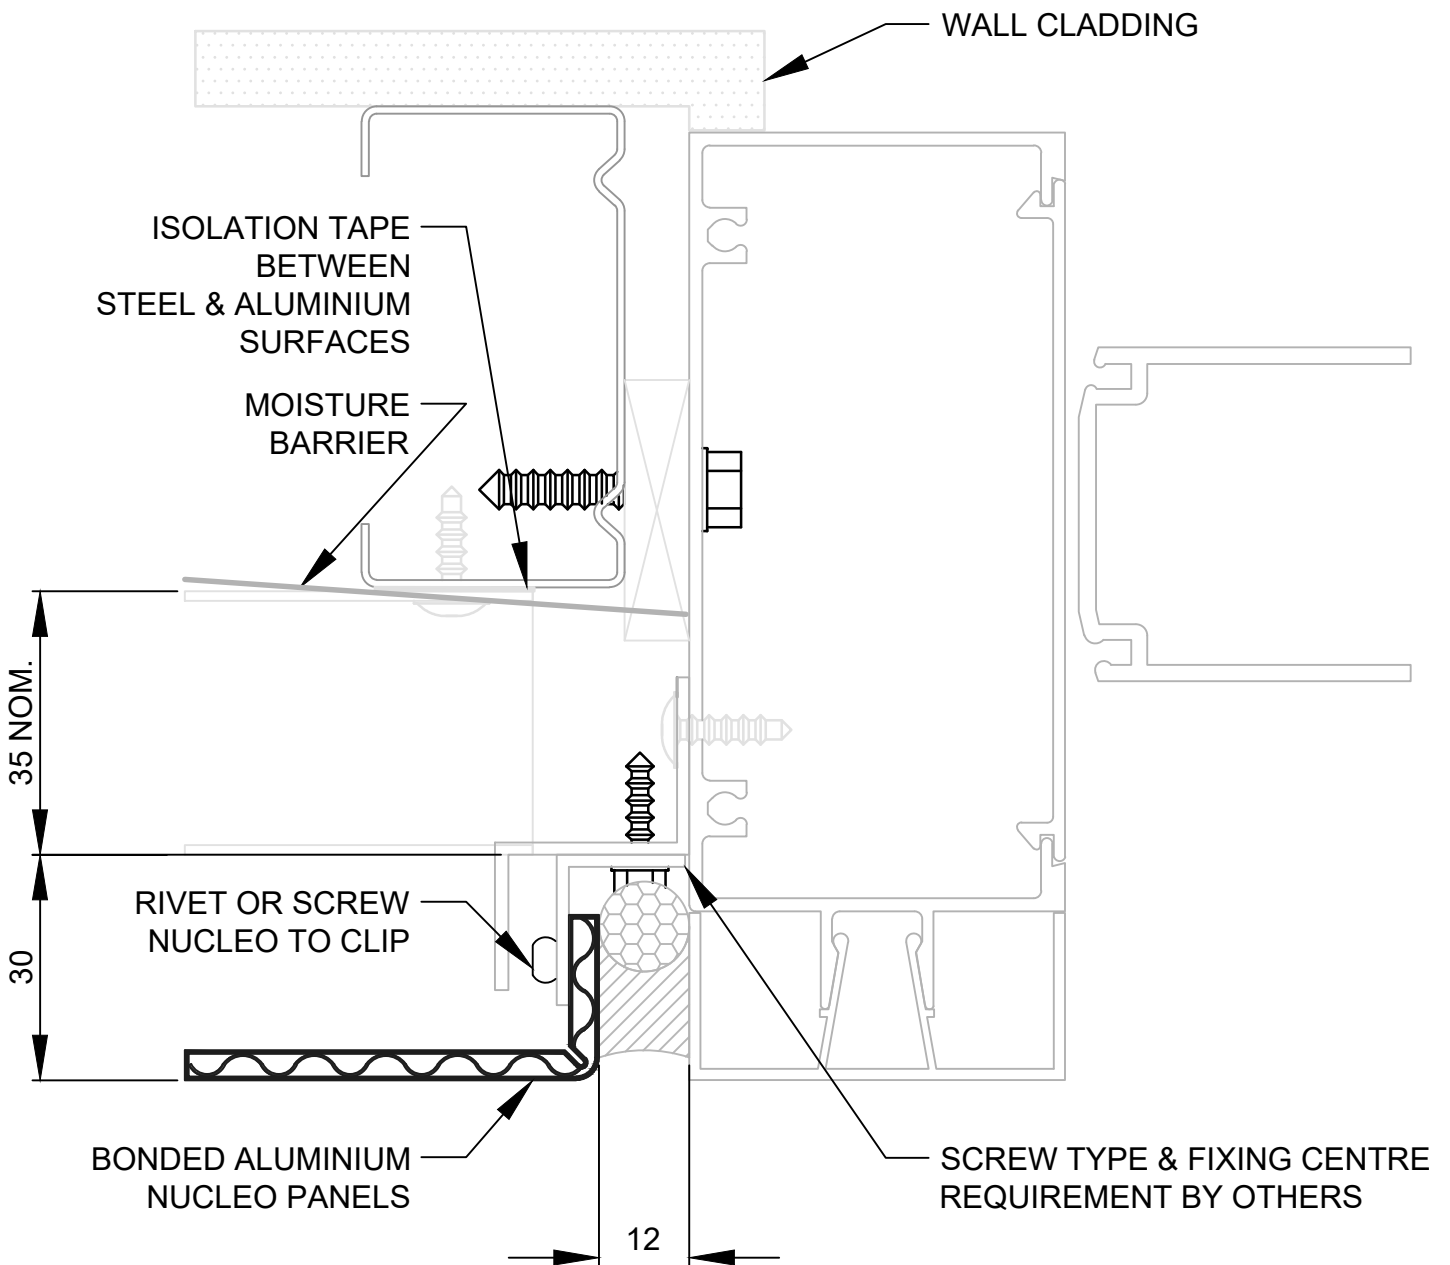 WALL CLADDING
ISOLATION TAPE
BETWEEN
STEEL & ALUMINIUM
SURFACES
MOISTURE
BARRIER
35 NOM.
RIVET OR SCREW
NUCLEO TO CLIP
30
BONDED ALUMINIUM
NUCLEO PANELS
SCREW TYPE & FIXING CENTRE
REQUIREMENT BY OTHERS
12